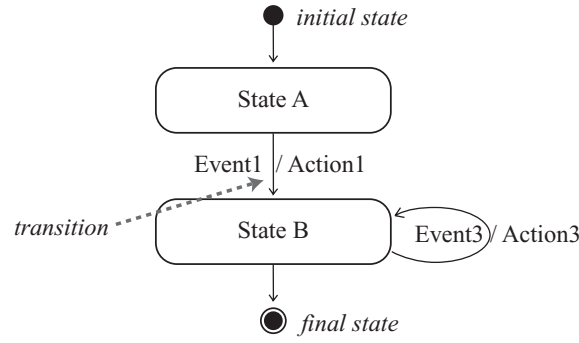 initial state
State A
Event1 / Action1
transition
State B
Event3 / Action3
final state